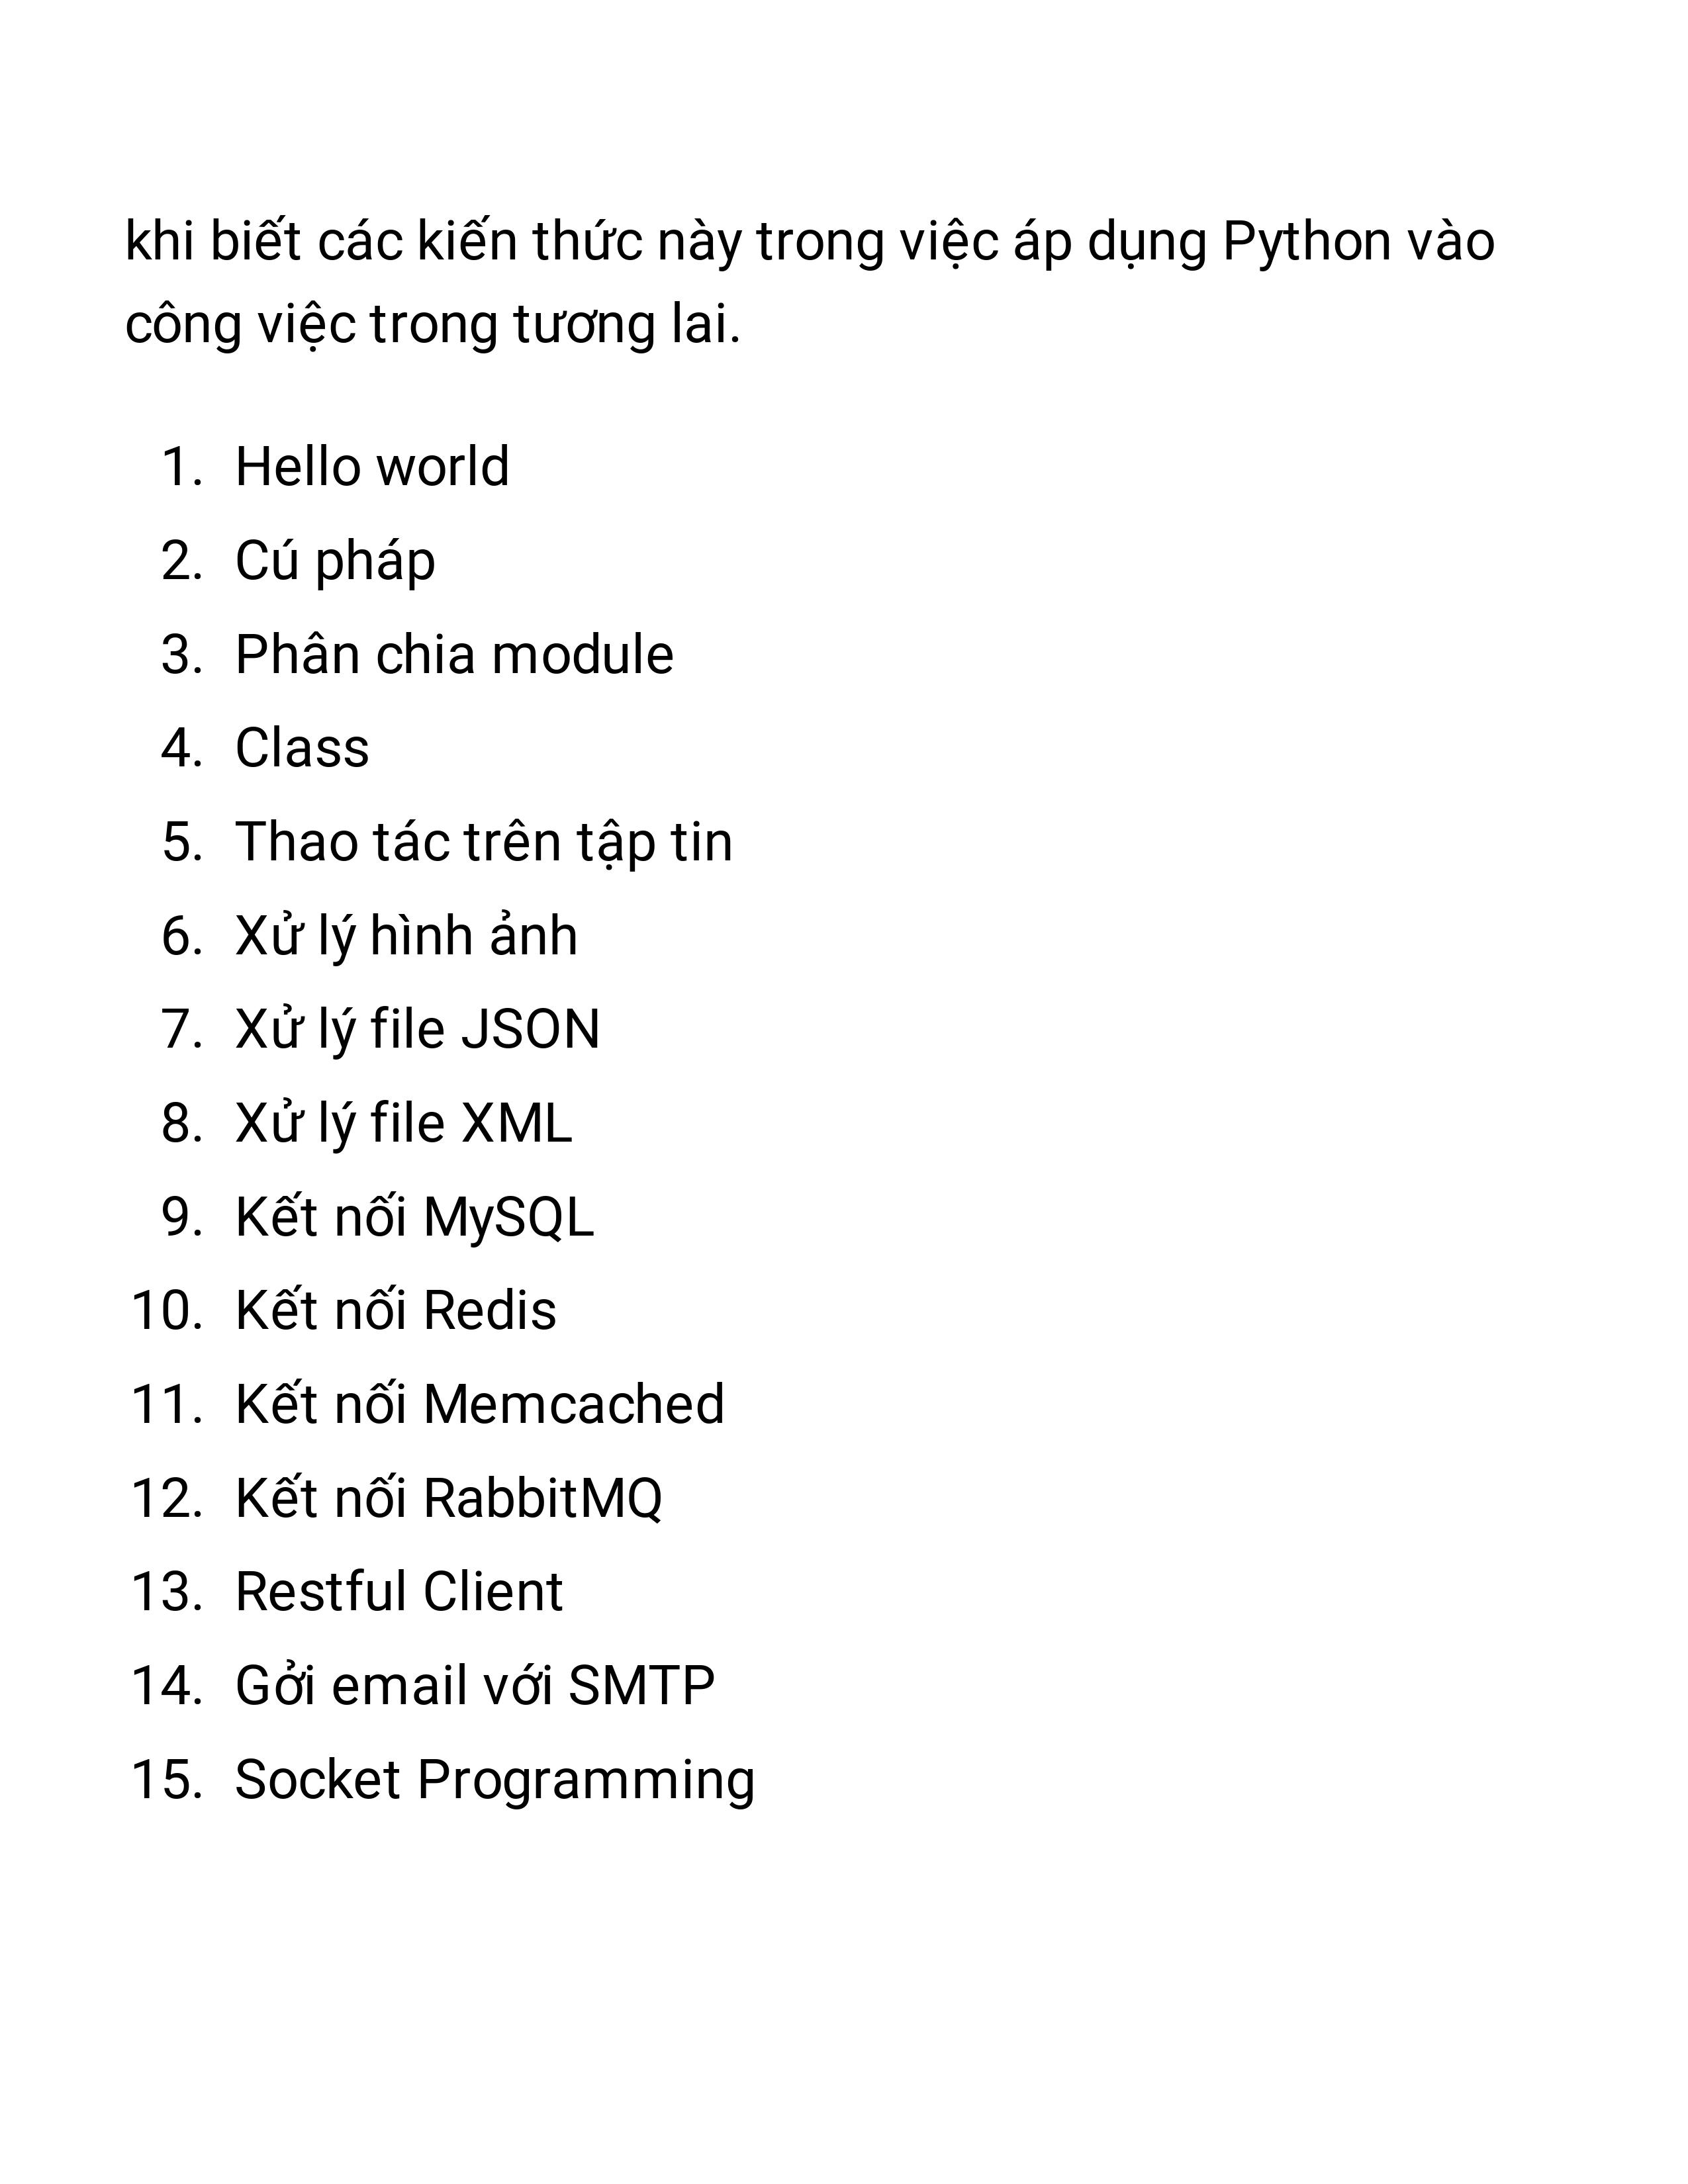 khi biết các kiến thức này trong việc áp dụng Python vào
công việc trong tương lai.
1. Hello world
2. Cú pháp
3. Phân chia module
4. Class
5. Thao tác trên tập tin
6. Xử lý hình ảnh
7. Xử lý file JSON
8. Xử lý file XML
9. Kết nối MySQL
10. Kết nối Redis
11. Kết nối Memcached
12. Kết nối RabbitMQ
13. Restful Client
14. Gởi email với SMTP
15. Socket Programming